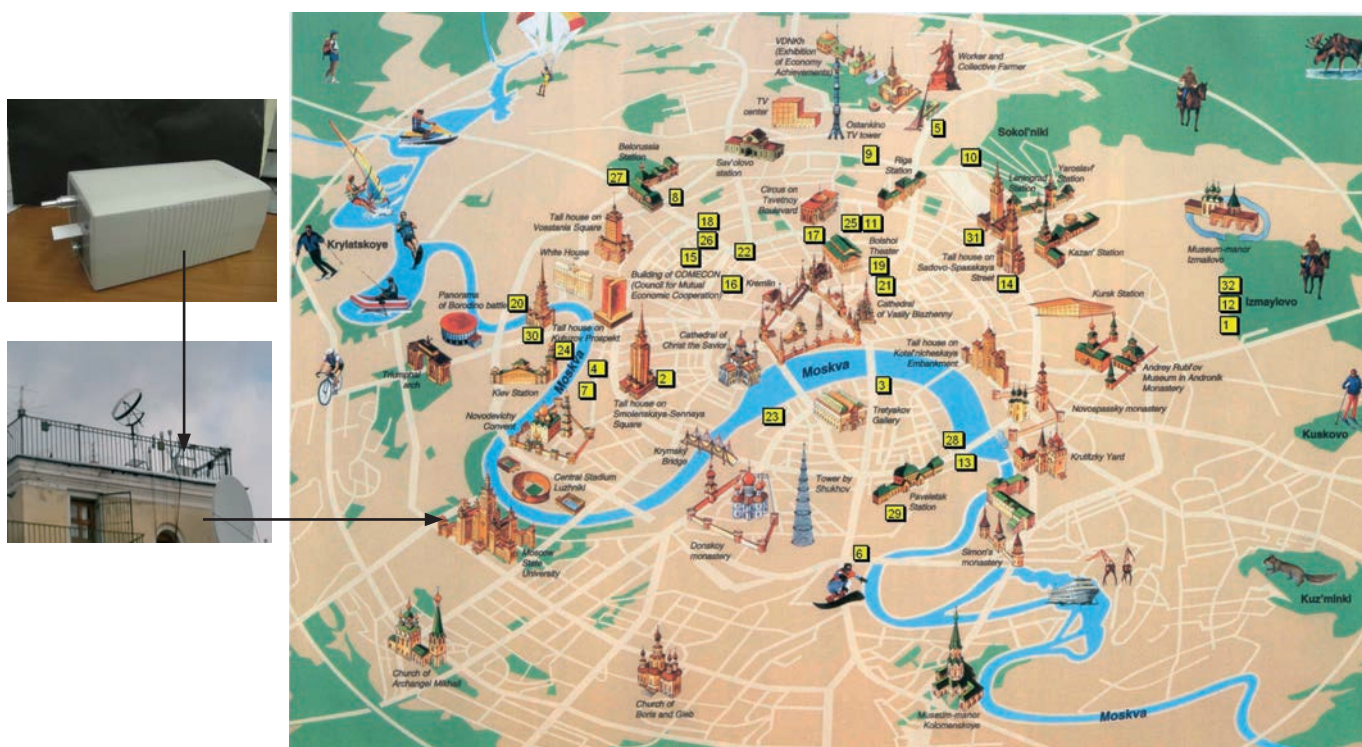 VDNKh
(Exhibition
of Economy
Achievements)
Worker and
Collective Farmer
TV
center
Ostankino
TV tower
5
Sokol'niki
Belorussia
Station
Sav'olovo
station
9
Riga
Station
10
Leningrad
Station
Yaroslavl'
Station
27
8
Circus on
Tsvetnoy
Boulevard
Tall house on
Vosstania Square
18
17
25
11
Krylatskoye
White House
26
15
22
Bolshoi
Theater
31
Kazan' Station
Museum-manor
Izmailovo
Building of COMECON
(Council for Mutual
Economic Cooperation)
16
Kremlin
19
21
Tall house on
Sadovo-Spasskaya
Street
14
32
12
Izmaylovo
1
Panorama
of Borodino battle
20
Cathedral
of Vasily Blazhenny
Kursk Station
30
Tall house on
Kutuzov Prospekt
24
Cathedral of
Christ the Savior
Tall house on
Kotel'nicheskaya
Embankment
Triumphal
arch
Kiev Station
Moskva
4
7
2
Moskva
3
Andrey Rubl'ov
Museum in Andronik
Monastery
Novodevichy
Convent
Tall house on
Smolenskaya-Sennaya
Square
23
Tretyakov
Gallery
Novospassky monastery
Kuskovo
Krymsky
Bridge
28
13
Krutitzky Yard
Central Stadium
Luzhniki
Tower by
Shukhov
Paveletsk
Station
29
Moscow
State
University
Donskoy
monastery
6
Simon's
monastery
Kuz'minki
Church of
Archangel Mikhail
Church of
Boris and Gleb
Museum-manor
Kolomenskoye
Moskva